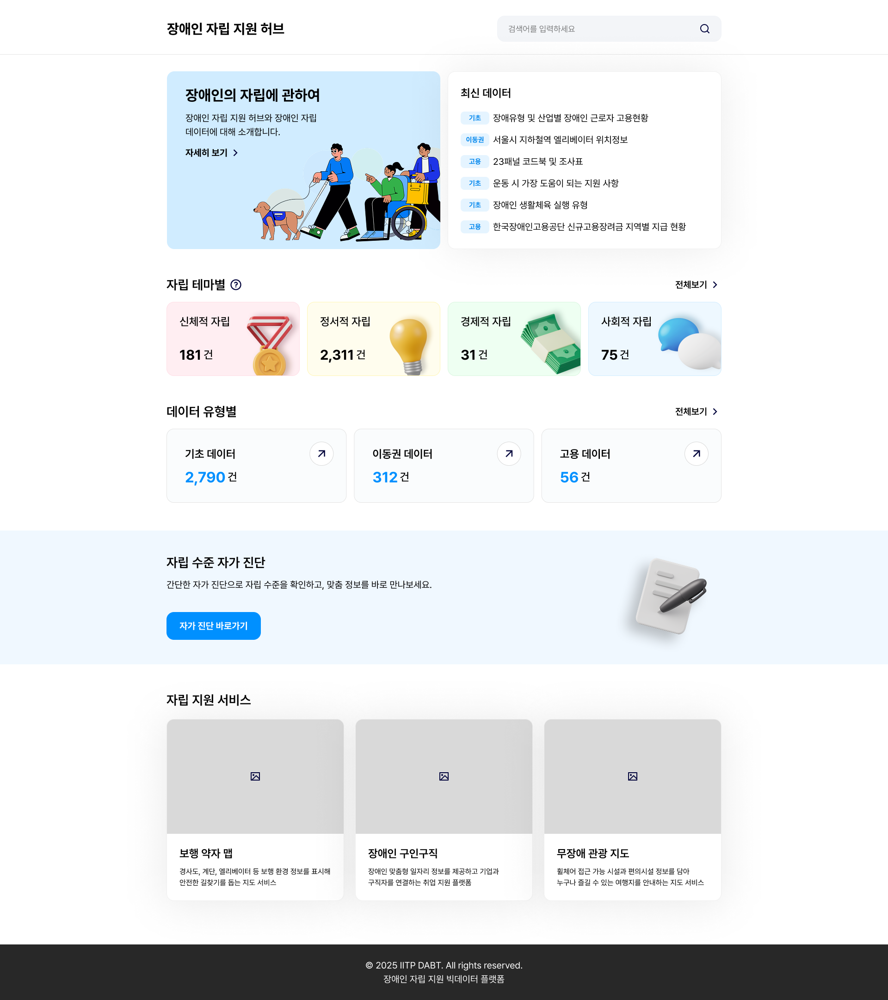 장애인 자립 지원 허브
검색어를 입력하세요
장애인의 자립에 관하여
장애인 자립 지원 허브와 장애인 자립
데이터에 대해 소개합니다.
자세히 보기
최신 데이터
기초 장애유형 및 산업별 장애인 근로자 고용현황
이동권 서울시 지하철역 엘리베이터 위치정보
고용 23패널 코드북 및 조사표
기초 운동 시 가장 도움이 되는 지원 사항
기초 장애인 생활체육 실행 유형
고용 한국장애인고용공단 신규고용장려금 지역별 지급 현황
자립 테마별
전체보기
신체적 자립
181 건
정서적 자립
2,311 건
경제적 자립
31 건
사회적 자립
75 건
데이터 유형별
전체보기
기초 데이터
2,790 건
이동권 데이터
312 건
고용 데이터
56 건
자립 수준 자가 진단
간단한 자가 진단으로 자립 수준을 확인하고, 맞춤 정보를 바로 만나보세요.
자가 진단 바로가기
자립 지원 서비스
보행 약자 맵
경사도, 계단, 엘리베이터 등 보행 환경 정보를 표시해
안전한 길찾기를 돕는 지도 서비스
장애인 구인구직
장애인 맞춤형 일자리 정보를 제공하고 기업과
구직자를 연결하는 취업 지원 플랫폼
무장애 관광 지도
휠체어 접근 가능 시설과 편의시설 정보를 담아
누구나 즐길 수 있는 여행지를 안내하는 지도 서비스
© 2025 IITP DABT. All rights reserved.
장애인 자립 지원 빅데이터 플랫폼